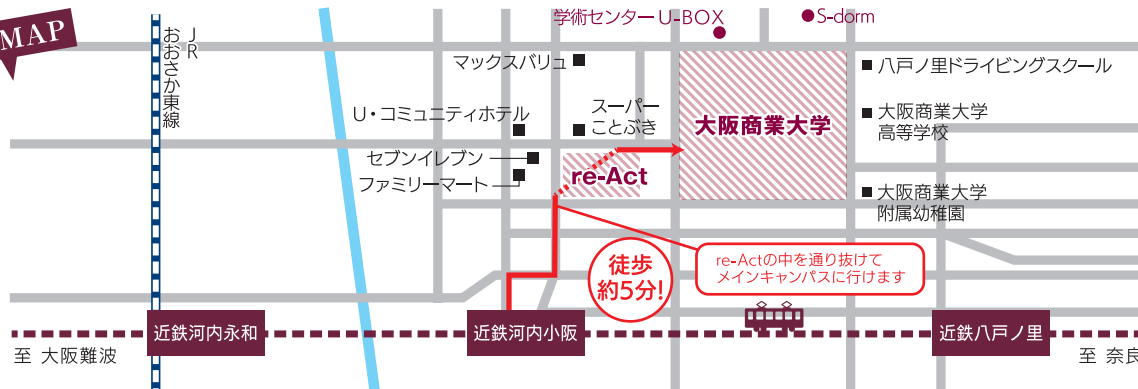 MAP
JR
おおさか東線
学術センターU-BOX
S-dorm
マックスバリュ
八戸ノ里ドライビングスクール
U・コミュニティホテル
スーパー
ことぶき
大阪商業大学
大阪商業大学
高等学校
セブンイレブン
ファミリーマート
re-Act
大阪商業大学
附属幼稚園
徒歩
約5分!
re-Actの中を通り抜けて
メインキャンパスに行けます
近鉄河内永和
近鉄河内小阪
近鉄八戸ノ里
至 大阪難波
至 奈良